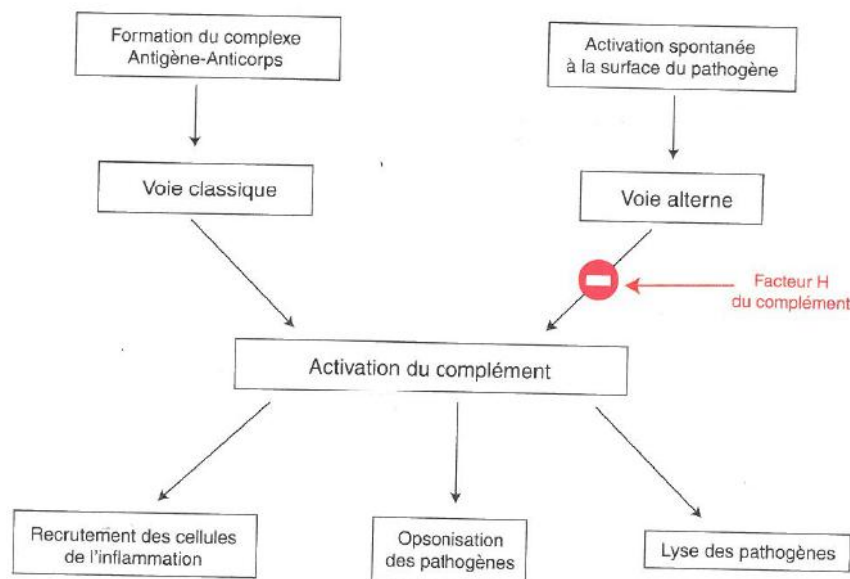 Formation du complexe
Antigène-Anticorps
Activation spontanée
à la surface du pathogène
Voie classique
Voie alterne
Facteur H
du complément
Activation du complément
Recrutement des cellules
de l'inflammation
Opsonisation
des pathogènes
Lyse des pathogènes